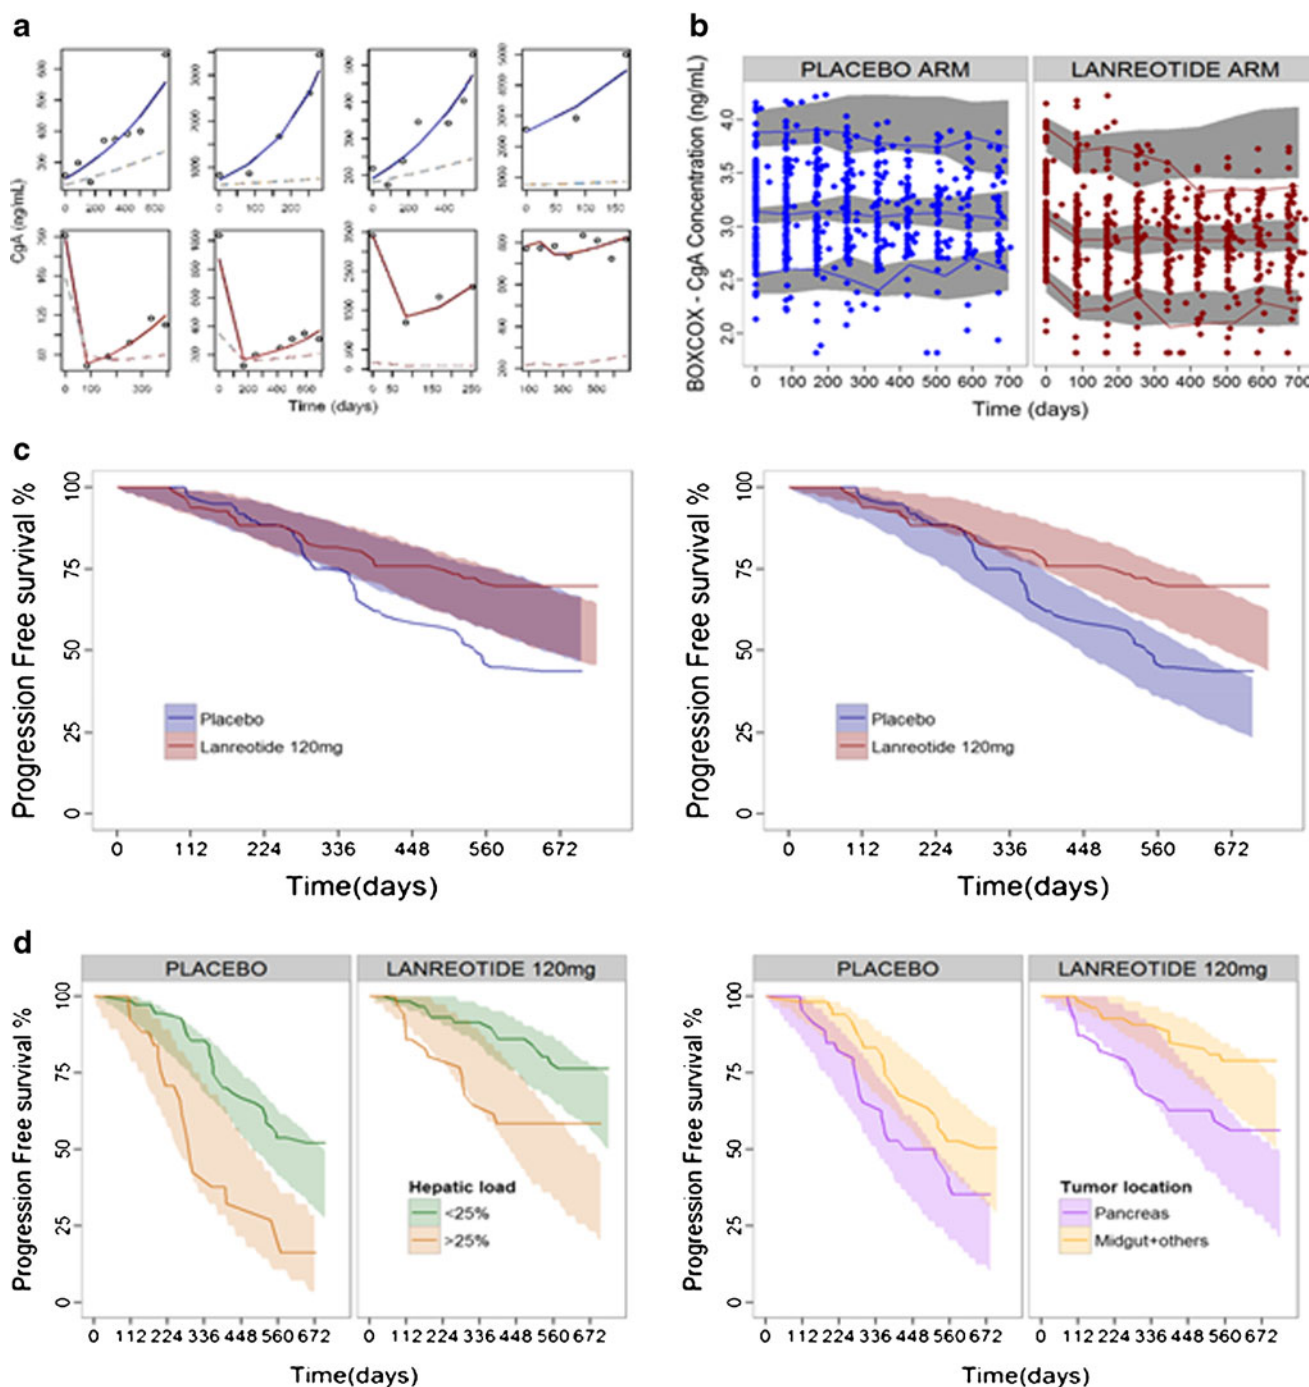 a
CgA (ng/mL)
Time (days)
b
PLACEBO ARM LANREOTIDE ARM
BOXCOX - CgA Concentration (ng/mL)
4.0
3.5
3.0
2.5
2.0
0 100 200 300 400 500 600 700 0 100 200 300 400 500 600 700
Time (days)
c
Progression Free survival %
100
75
50
25
0
Placebo
Lanreotide 120mg
0 112 224 336 448 560 672
Time(days)
Progression Free survival %
100
75
50
25
0
Placebo
Lanreotide 120mg
0 112 224 336 448 560 672
Time(days)
d
PLACEBO LANREOTIDE 120mg
Progression Free survival %
100
75
50
25
0
Hepatic load
<25%
>25%
0 112 224 336 448 560 672 0 112 224 336 448 560 672
Time(days)
PLACEBO LANREOTIDE 120mg
Progression Free survival %
100
75
50
25
0
Tumor location
Pancreas
Midgut+others
0 112 224 336 448 560 672 0 112 224 336 448 560 672
Time(days)